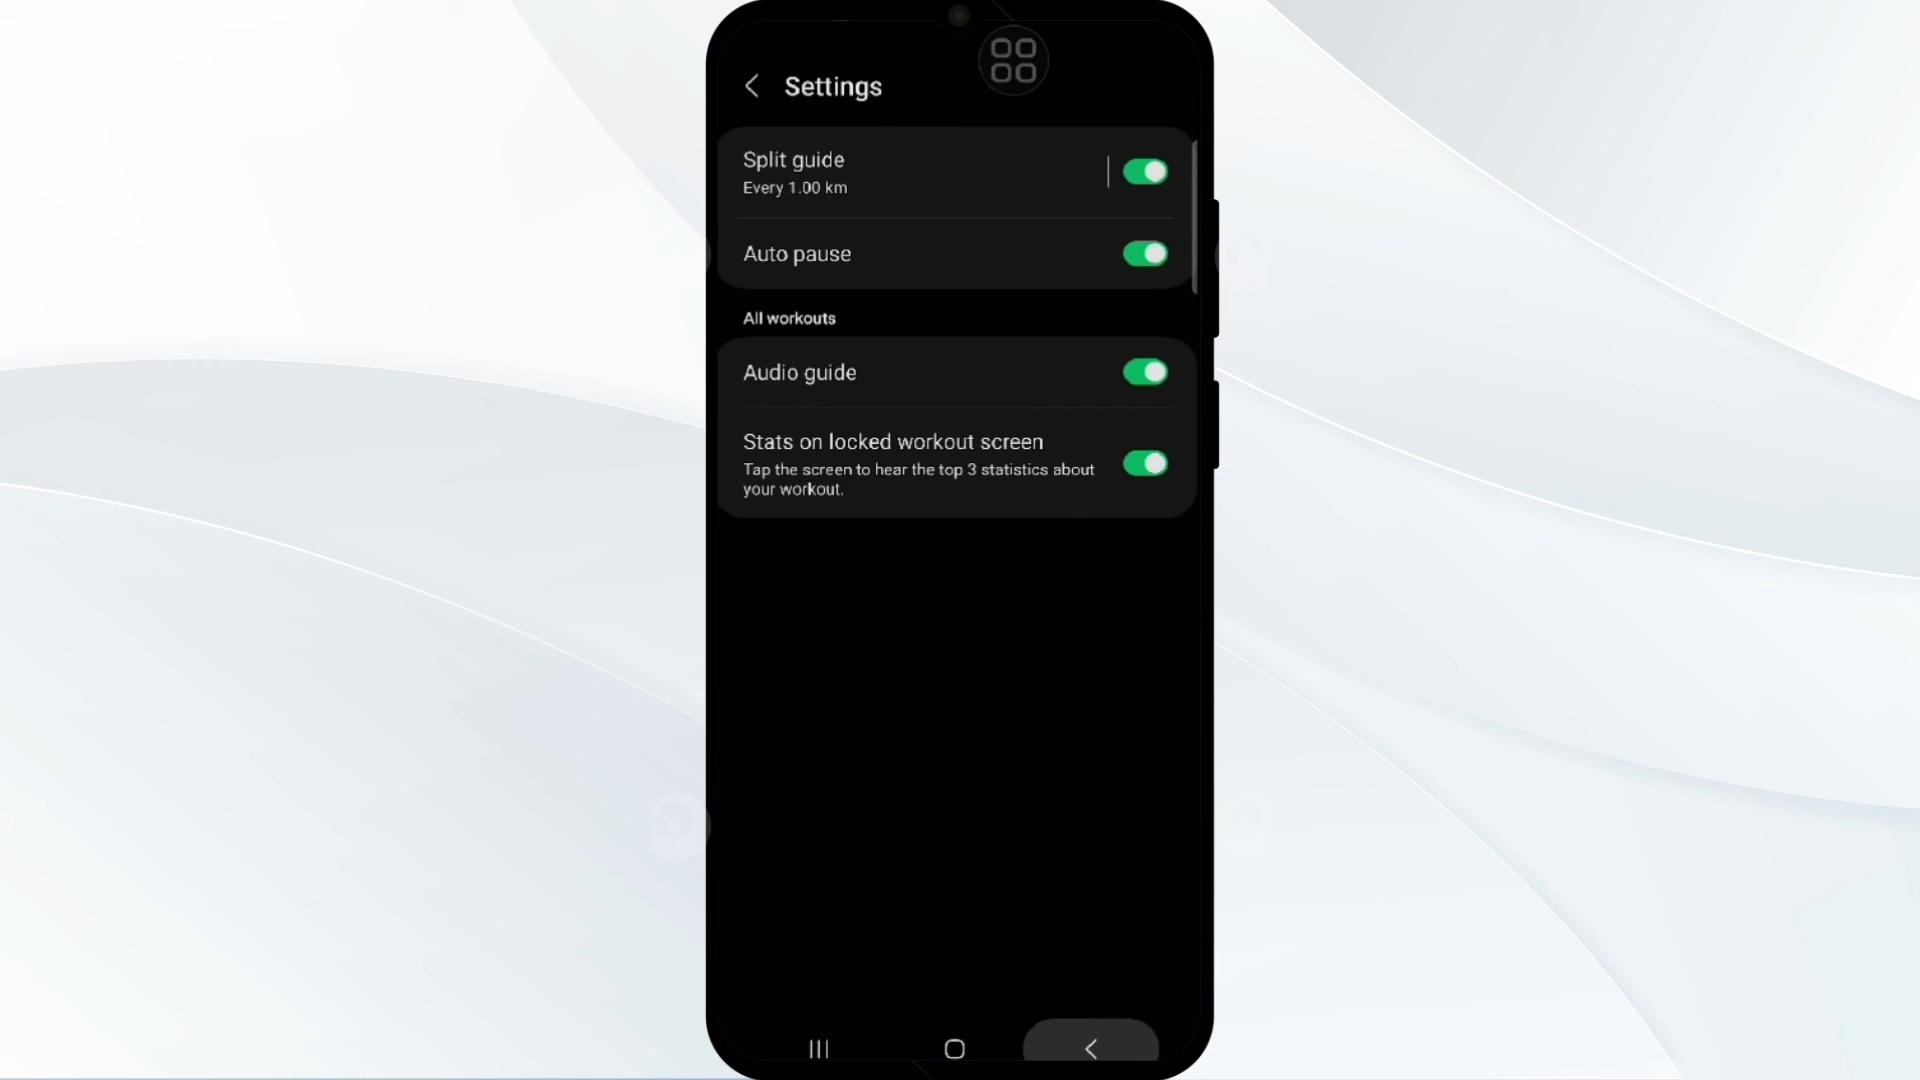 Settings
Split guide
Every 1.00 km
Auto pause
All workouts
Audio guide
Stats on locked workout screen
Tap the screen to hear the top 3 statistics about
your workout.